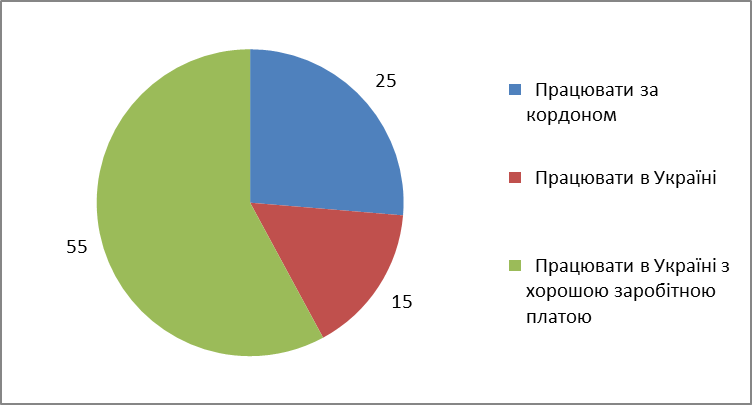 25
Працювати за
кордоном
Працювати в Україні
55
Працювати в Україні з
хорошою заробітною
платою
15